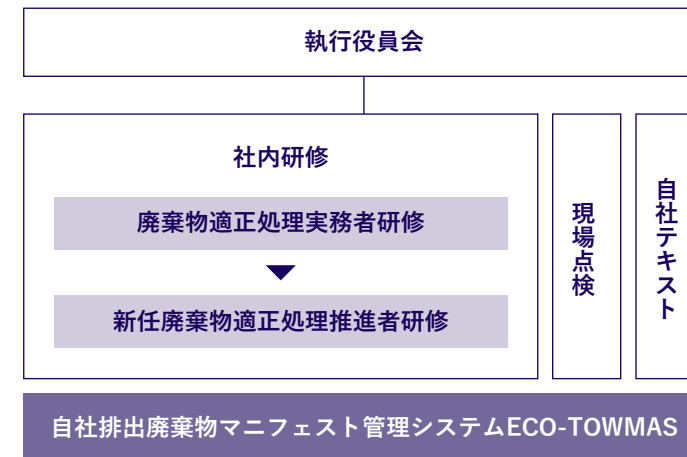 執行役員会
社内研修
廃棄物適正処理実務者研修
新任廃棄物適正処理推進者研修
現場点検
自社テキスト
自社排出廃棄物マニフェスト管理システムECO-TOWMAS